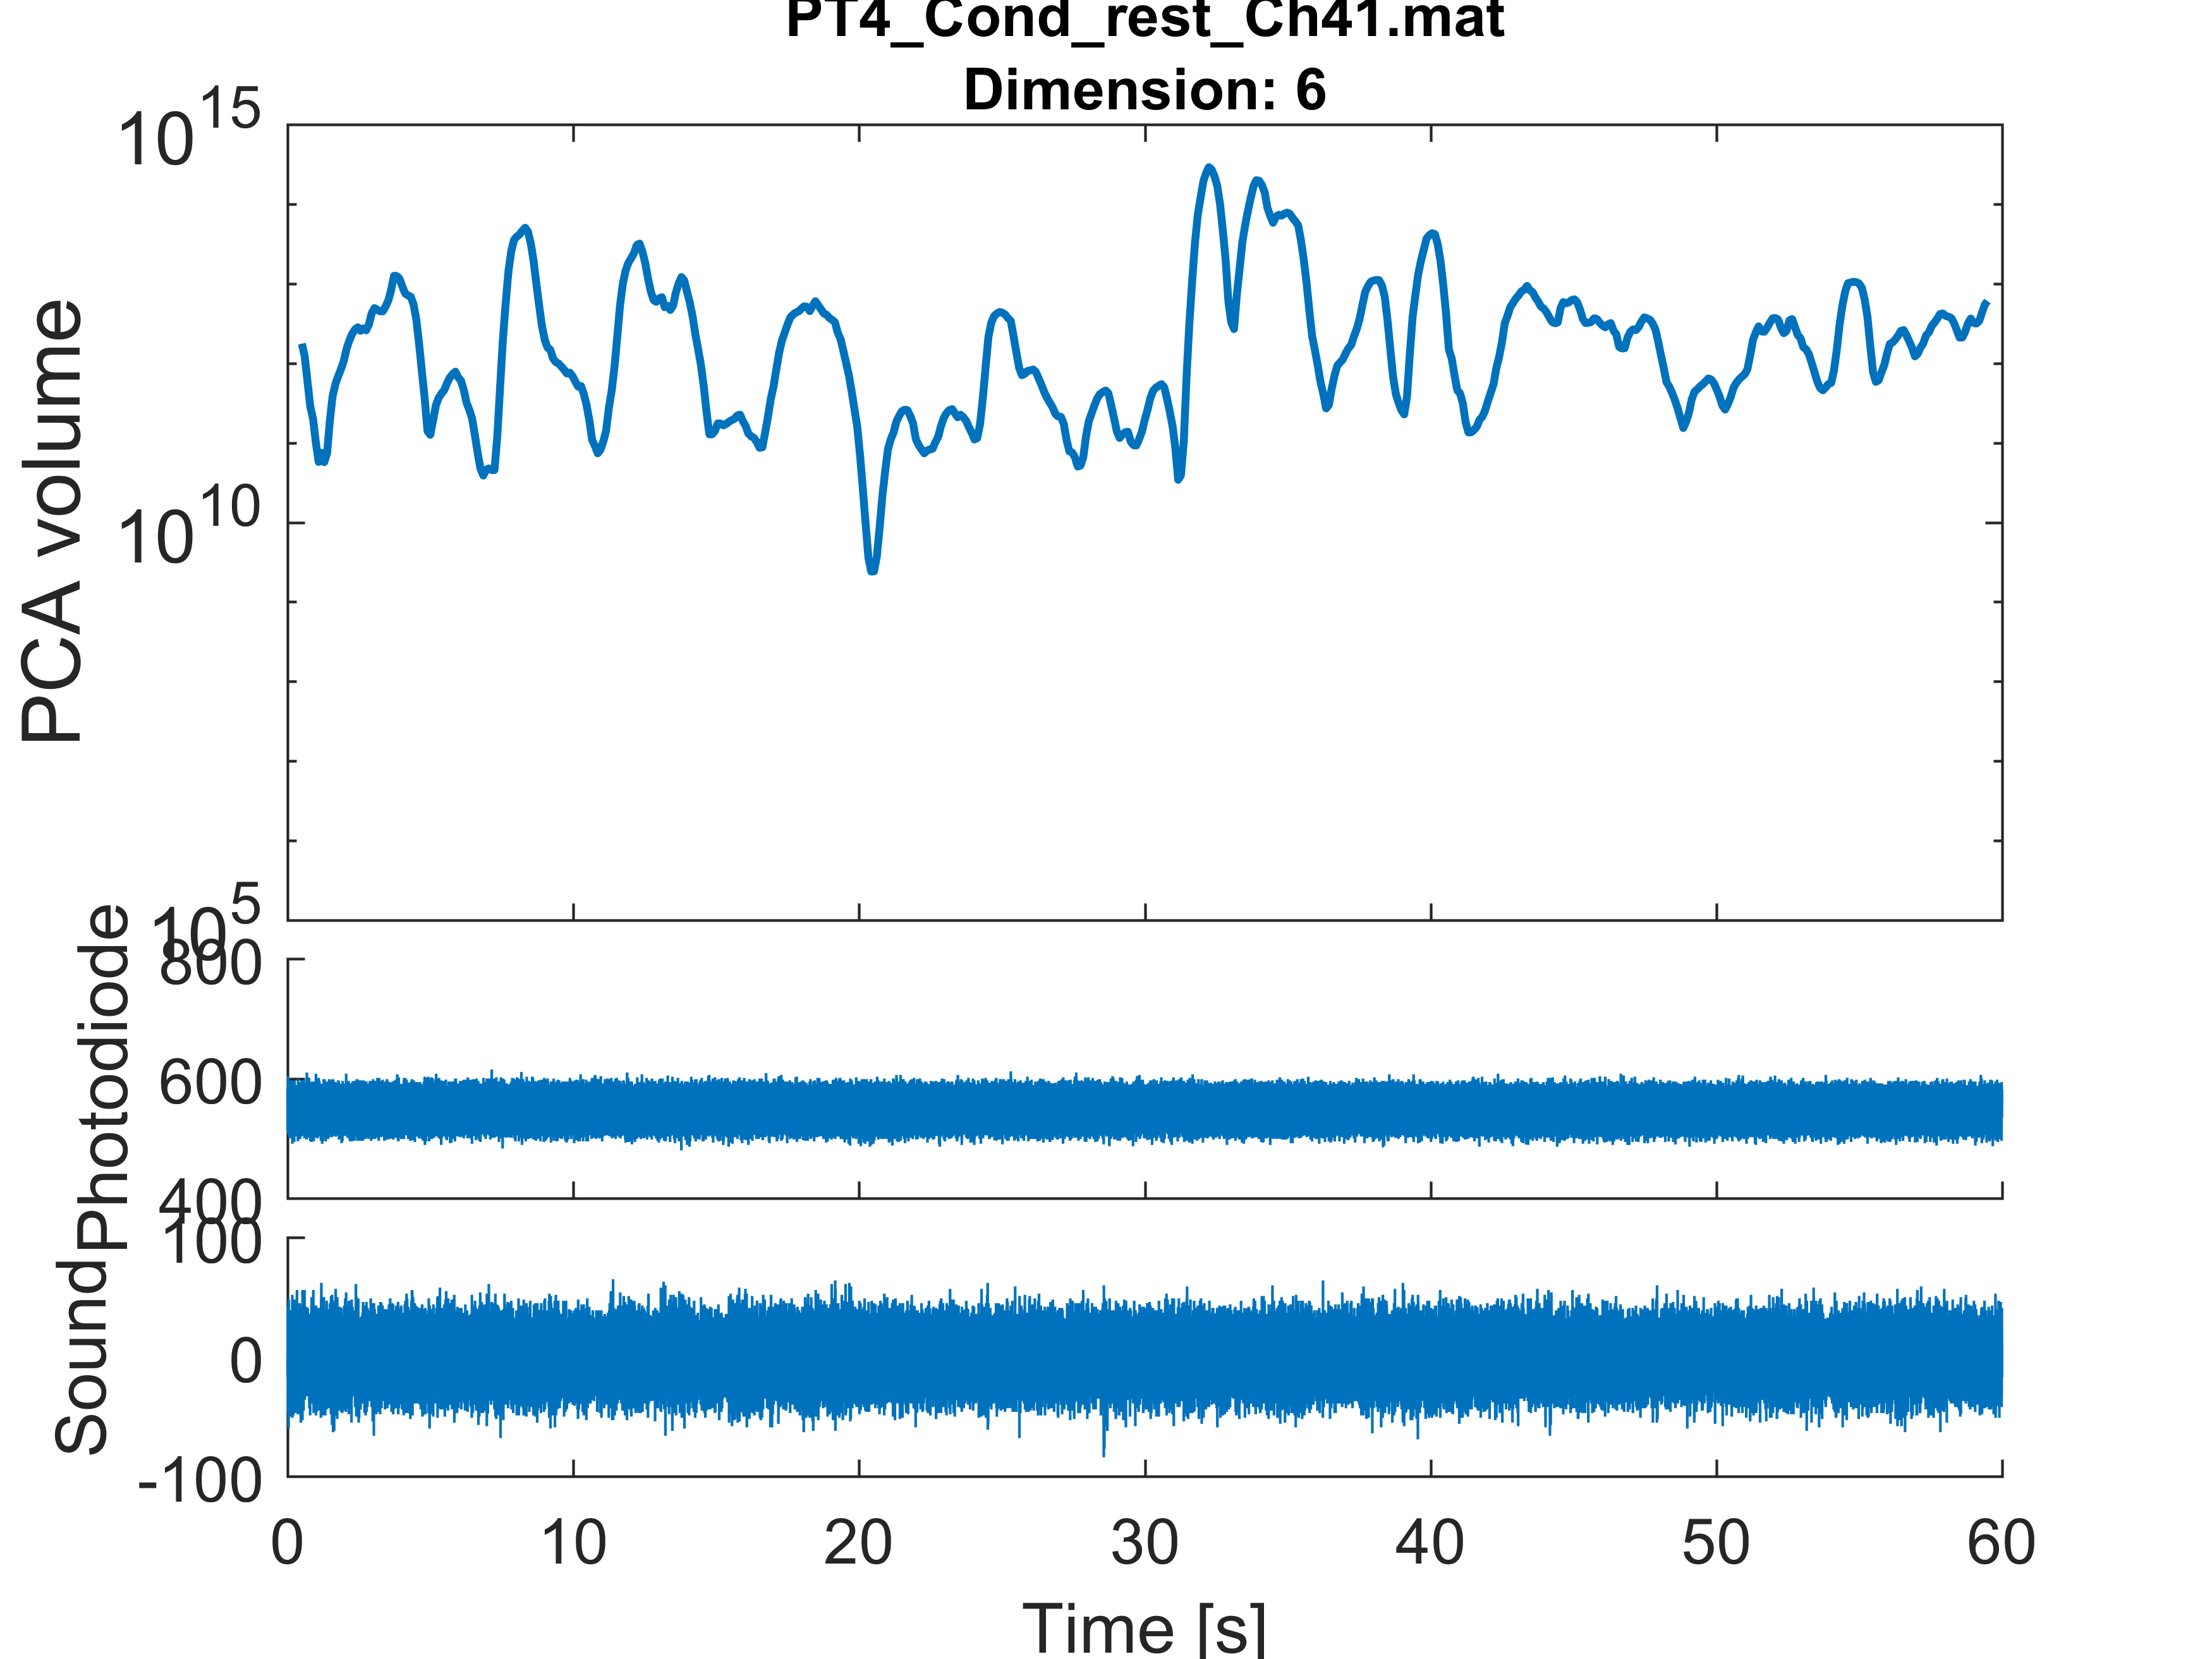 PT4_Cond_rest_Ch41.mat
Dimension: 6
PCA volume
10^15
10^10
10^5
Photodiode
800
600
400
Sound
100
0
-100
0 10 20 30 40 50 60
Time [s]